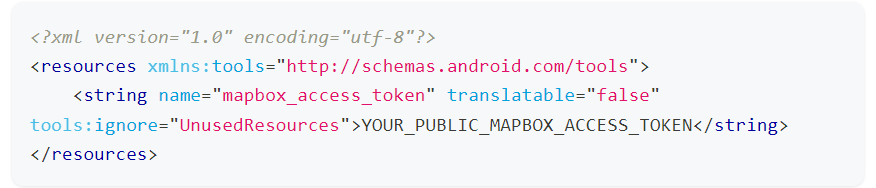 <?xml version="1.0" encoding="utf-8"?>
<resources xmlns:tools="http://schemas.android.com/tools">
    <string name="mapbox_access_token" translatable="false"
tools:ignore="UnusedResources">YOUR_PUBLIC_MAPBOX_ACCESS_TOKEN</string>
</resources>